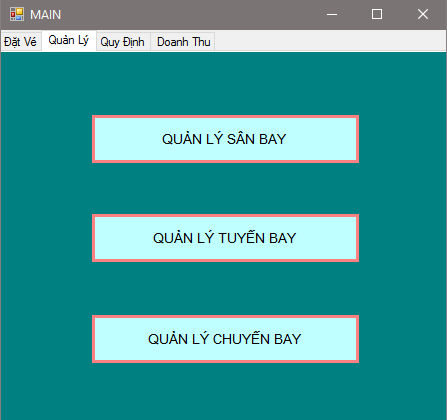 MAIN
Đặt Vé Quản Lý Quy Định Doanh Thu
QUẢN LÝ SÂN BAY
QUẢN LÝ TUYẾN BAY
QUẢN LÝ CHUYẾN BAY